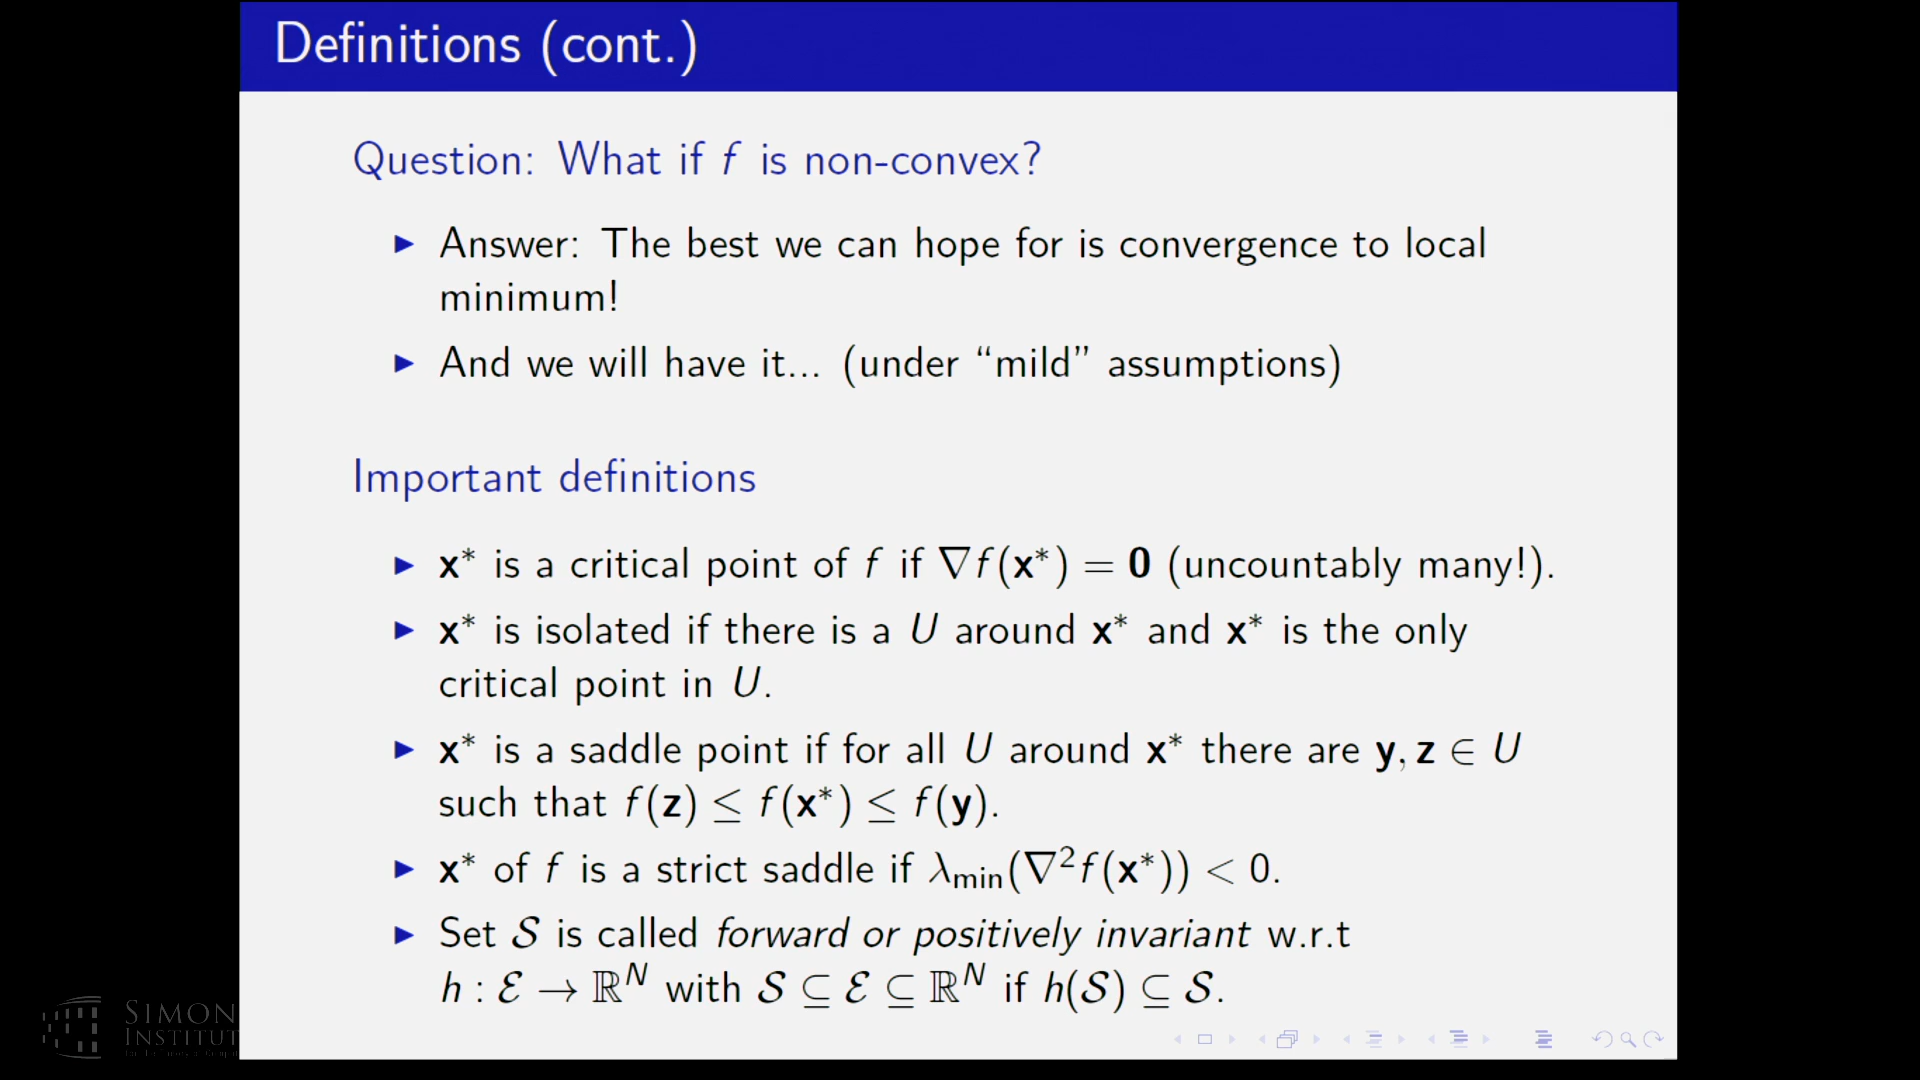 Definitions (cont.)
Question: What if f is non-convex?
▶ Answer: The best we can hope for is convergence to local
minimum!
▶ And we will have it... (under “mild” assumptions)
Important definitions
▶ x* is a critical point of f if ∇f(x*) = 0 (uncountably many!).
▶ x* is isolated if there is a U around x* and x* is the only
critical point in U.
▶ x* is a saddle point if for all U around x* there are y, z ∈ U
such that f(z) ≤ f(x*) ≤ f(y).
▶ x* of f is a strict saddle if λ_min(∇²f(x*)) < 0.
▶ Set 𝒮 is called forward or positively invariant w.r.t
h : ℰ → ℝᴺ with 𝒮 ⊆ ℰ ⊆ ℝᴺ if h(𝒮) ⊆ 𝒮.
SIMON
INSTITUT